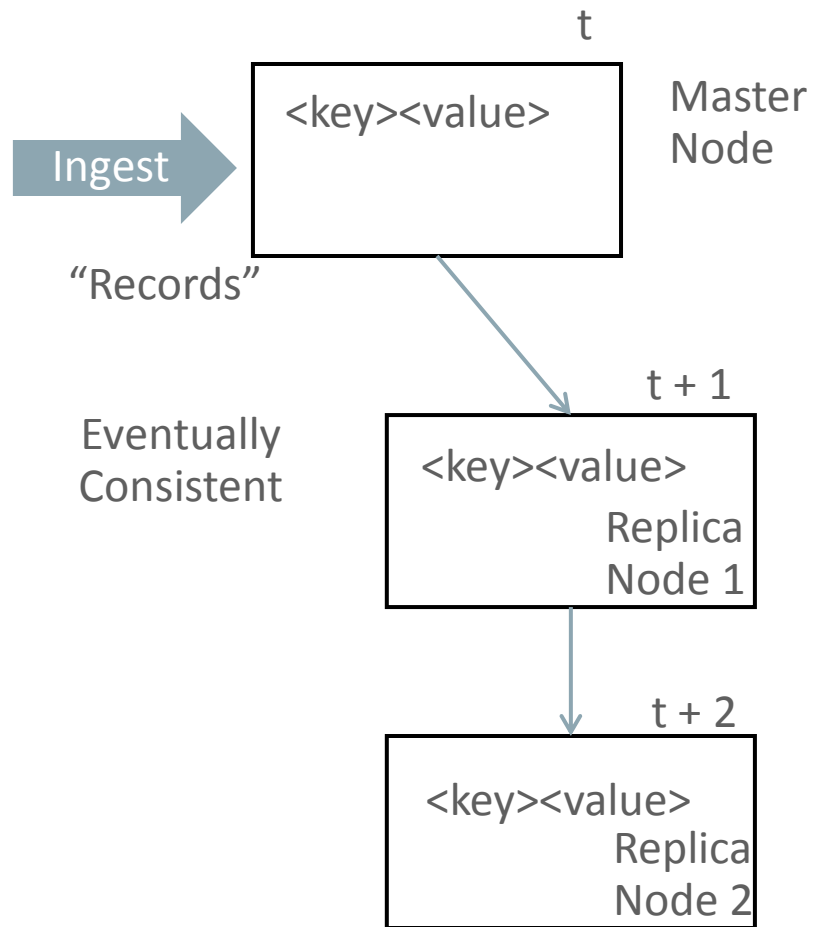 t
<key><value>
Master
Node
Ingest
“Records”
t + 1
Eventually
Consistent
<key><value>
Replica
Node 1
t + 2
<key><value>
Replica
Node 2